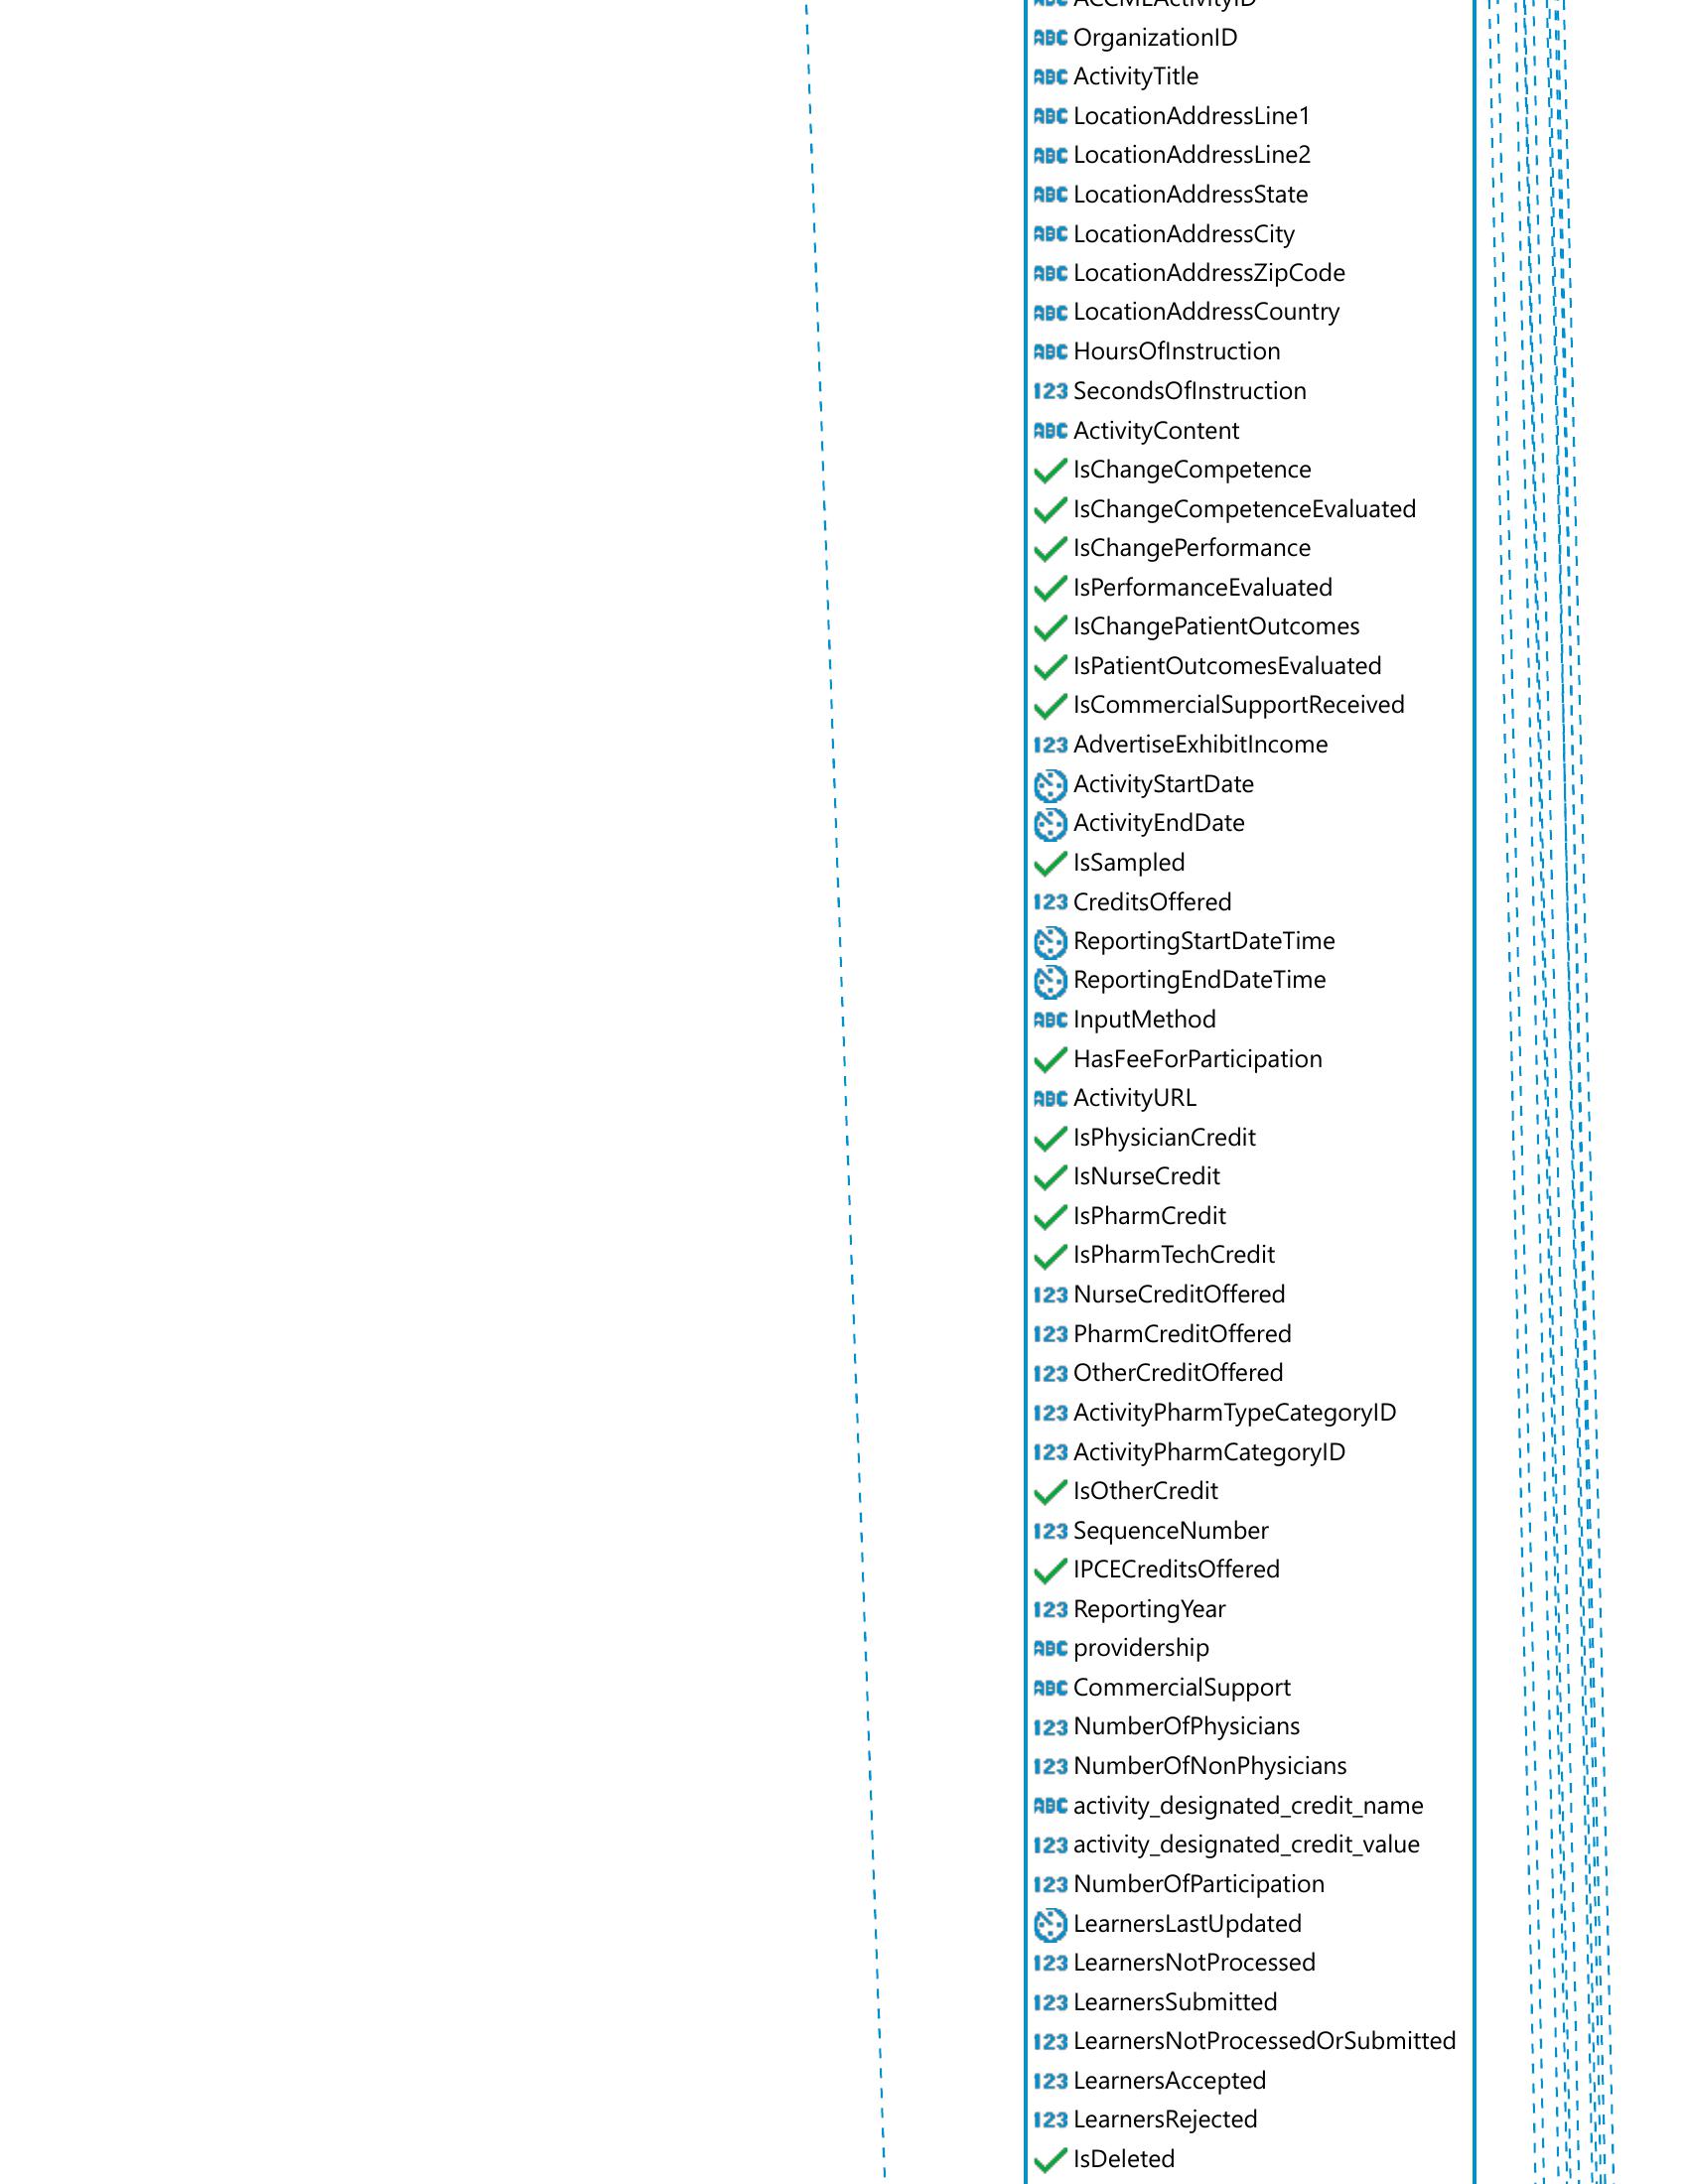 ACCMEActivityID
ABC OrganizationID
ABC ActivityTitle
ABC LocationAddressLine1
ABC LocationAddressLine2
ABC LocationAddressState
ABC LocationAddressCity
ABC LocationAddressZipCode
ABC LocationAddressCountry
ABC HoursOfInstruction
123 SecondsOfInstruction
ABC ActivityContent
IsChangeCompetence
IsChangeCompetenceEvaluated
IsChangePerformance
IsPerformanceEvaluated
IsChangePatientOutcomes
IsPatientOutcomesEvaluated
IsCommercialSupportReceived
123 AdvertiseExhibitIncome
ActivityStartDate
ActivityEndDate
IsSampled
123 CreditsOffered
ReportingStartDateTime
ReportingEndDateTime
ABC InputMethod
HasFeeForParticipation
ABC ActivityURL
IsPhysicianCredit
IsNurseCredit
IsPharmCredit
IsPharmTechCredit
123 NurseCreditOffered
123 PharmCreditOffered
123 OtherCreditOffered
123 ActivityPharmTypeCategoryID
123 ActivityPharmCategoryID
IsOtherCredit
123 SequenceNumber
IPCECreditsOffered
123 ReportingYear
ABC providership
ABC CommercialSupport
123 NumberOfPhysicians
123 NumberOfNonPhysicians
ABC activity_designated_credit_name
123 activity_designated_credit_value
123 NumberOfParticipation
LearnersLastUpdated
123 LearnersNotProcessed
123 LearnersSubmitted
123 LearnersNotProcessedOrSubmitted
123 LearnersAccepted
123 LearnersRejected
IsDeleted